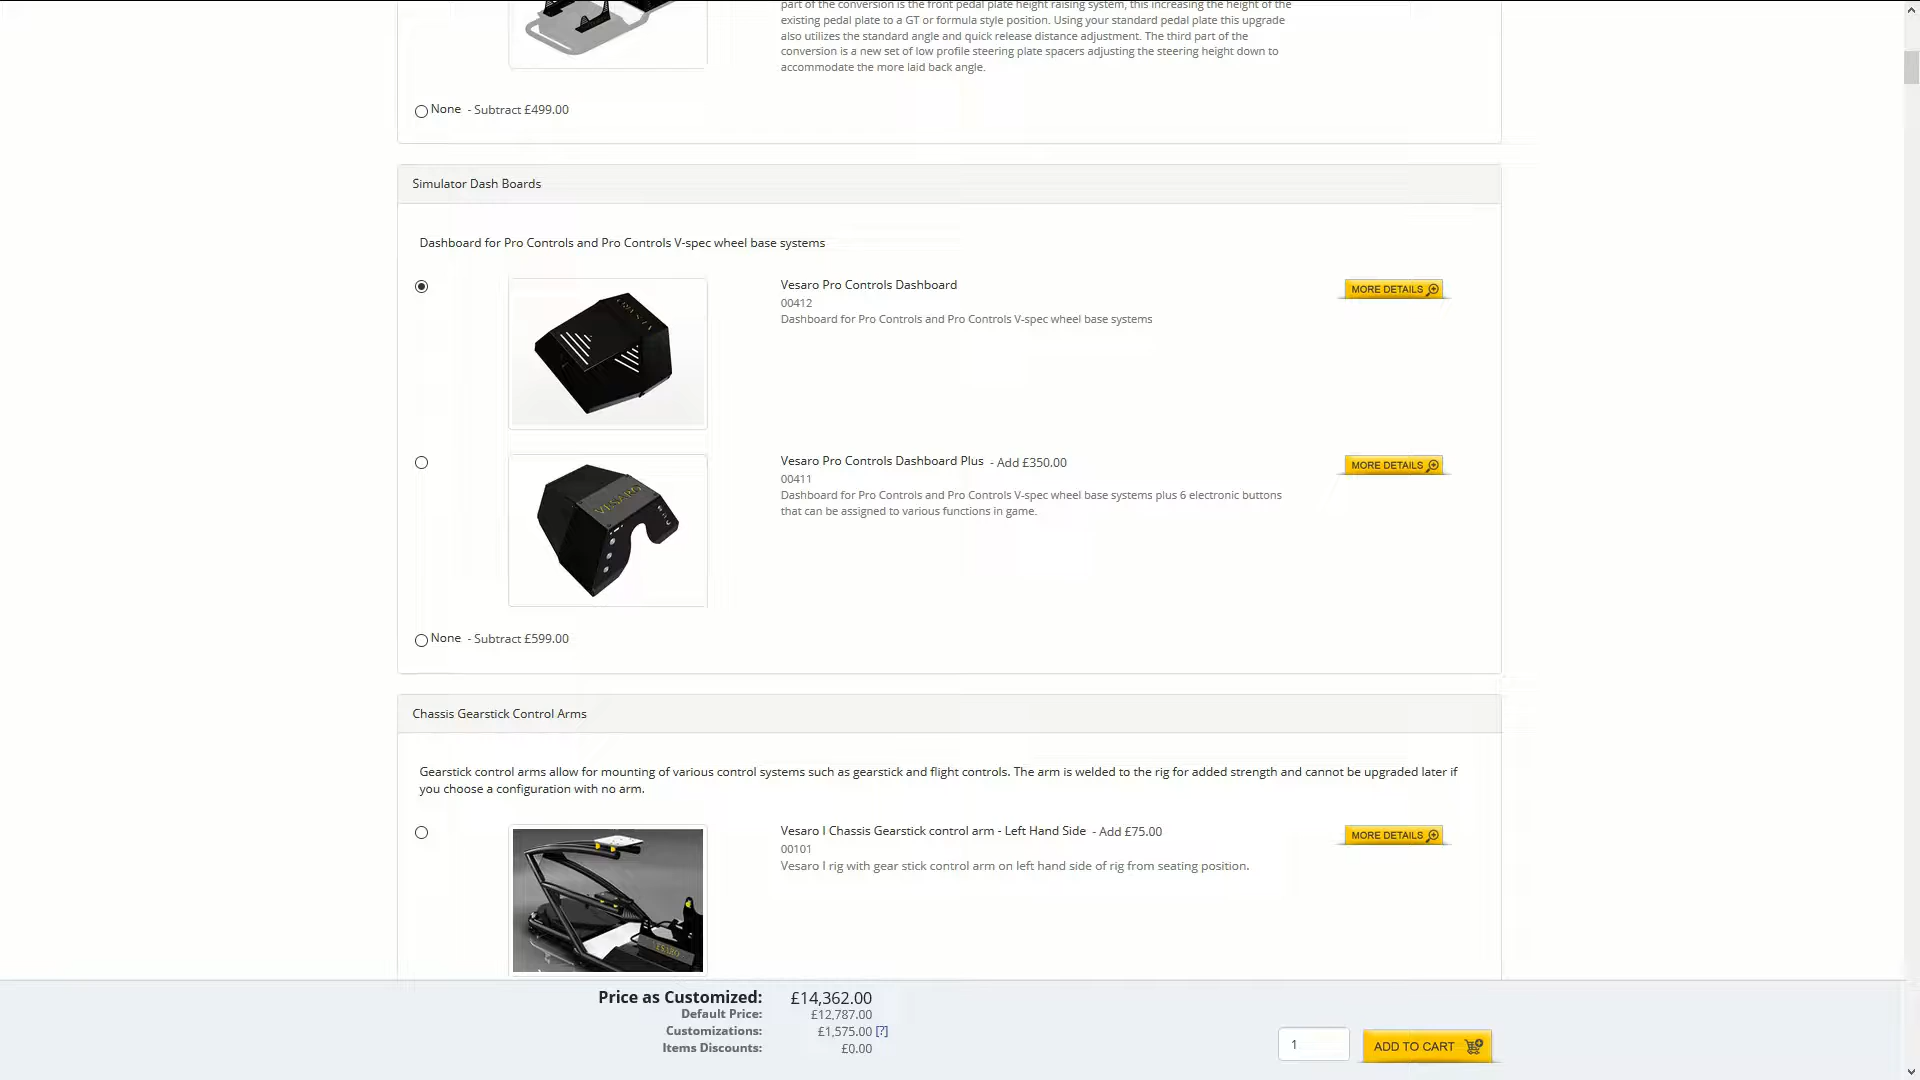 part of the conversion is the front pedal plate height raising system, this increasing the height of the
existing pedal plate to a GT or formula style position. Using your standard pedal plate this upgrade
also utilizes the standard angle and quick release distance adjustment. The third part of the
conversion is a new set of low profile steering plate spacers adjusting the steering height down to
accommodate the more laid back angle.
None - Subtract £499.00
Simulator Dash Boards
Dashboard for Pro Controls and Pro Controls V-spec wheel base systems
Vesaro Pro Controls Dashboard
MORE DETAILS
00412
Dashboard for Pro Controls and Pro Controls V-spec wheel base systems
Vesaro Pro Controls Dashboard Plus - Add £350.00
MORE DETAILS
00411
Dashboard for Pro Controls and Pro Controls V-spec wheel base systems plus 6 electronic buttons
that can be assigned to various functions in game.
VESARO
None - Subtract £599.00
Chassis Gearstick Control Arms
Gearstick control arms allow for mounting of various control systems such as gearstick and flight controls. The arm is welded to the rig for added strength and cannot be upgraded later if
you choose a configuration with no arm.
Vesaro I Chassis Gearstick control arm - Left Hand Side - Add £75.00
MORE DETAILS
00101
Vesaro I rig with gear stick control arm on left hand side of rig from seating position.
Price as Customized: £14,362.00
Default Price: £12,787.00
Customizations: £1,575.00 [?]
Items Discounts: £0.00
1
ADD TO CART